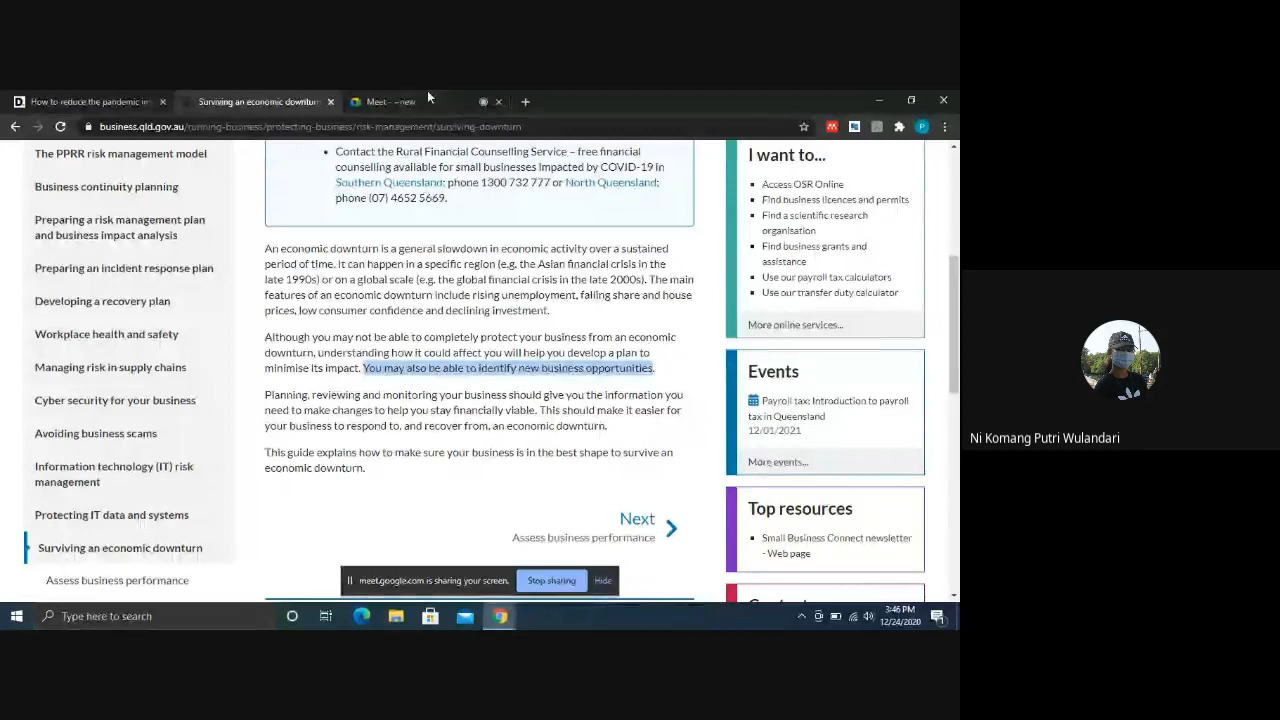 How to reduce the pandemic im
Surviving an economic downturn
Meet -
new
business.qld.gov.au/running-business/protecting-business/risk-management/surviving-downturn
P
The PPRR risk management model
Business continuity planning
Preparing a risk management plan
and business impact analysis
Preparing an incident response plan
Developing a recovery plan
Workplace health and safety
Managing risk in supply chains
Cyber security for your business
Avoiding business scams
Information technology (IT) risk
management
Protecting IT data and systems
Surviving an economic downturn
Assess business performance
Contact the Rural Financial Counselling Service – free financial
counselling available for small businesses impacted by COVID-19 in
Southern Queensland: phone 1300 732 777 or North Queensland:
phone (07) 4652 5669.
An economic downturn is a general slowdown in economic activity over a sustained
period of time. It can happen in a specific region (e.g. the Asian financial crisis in the
late 1990s) or on a global scale (e.g. the global financial crisis in the late 2000s). The main
features of an economic downturn include rising unemployment, falling share and house
prices, low consumer confidence and declining investment.
Although you may not be able to completely protect your business from an economic
downturn, understanding how it could affect you will help you develop a plan to
minimise its impact. You may also be able to identify new business opportunities.
Planning, reviewing and monitoring your business should give you the information you
need to make changes to help you stay financially viable. This should make it easier for
your business to respond to, and recover from, an economic downturn.
This guide explains how to make sure your business is in the best shape to survive an
economic downturn.
Next
Assess business performance
I want to...
Access OSR Online
Find business licences and permits
Find a scientific research
organisation
Find business grants and
assistance
Use our payroll tax calculators
Use our transfer duty calculator
More online services...
Events
Payroll tax: Introduction to payroll
tax in Queensland
12/01/2021
More events...
Top resources
Small Business Connect newsletter
- Web page
meet.google.com is sharing your screen.
Stop sharing
Hide
Type here to search
3:46 PM
12/24/2020
Ni Komang Putri Wulandari